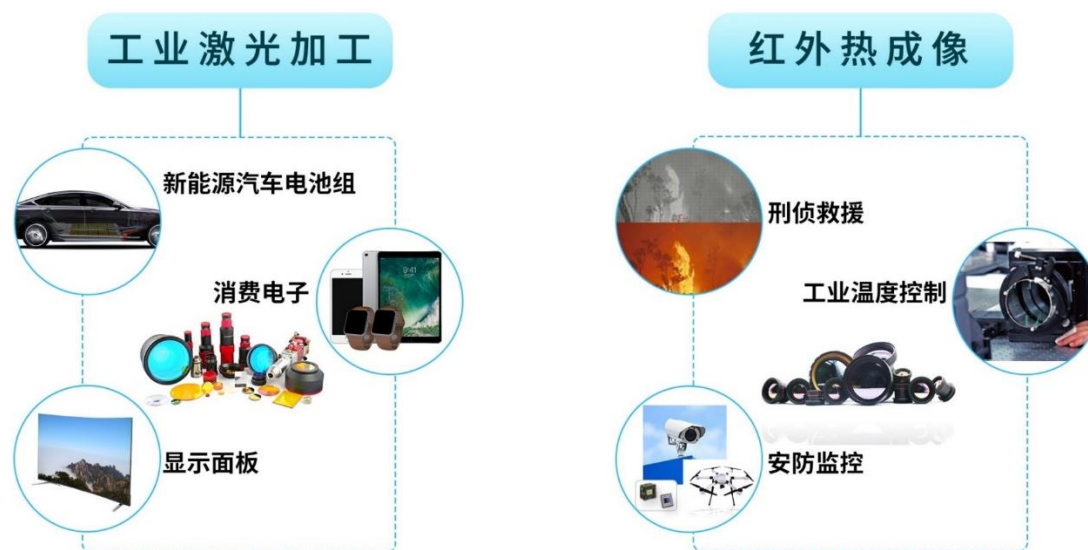 工业激光加工
新能源汽车电池组
消费电子
显示面板
红外热成像
刑侦救援
工业温度控制
安防监控